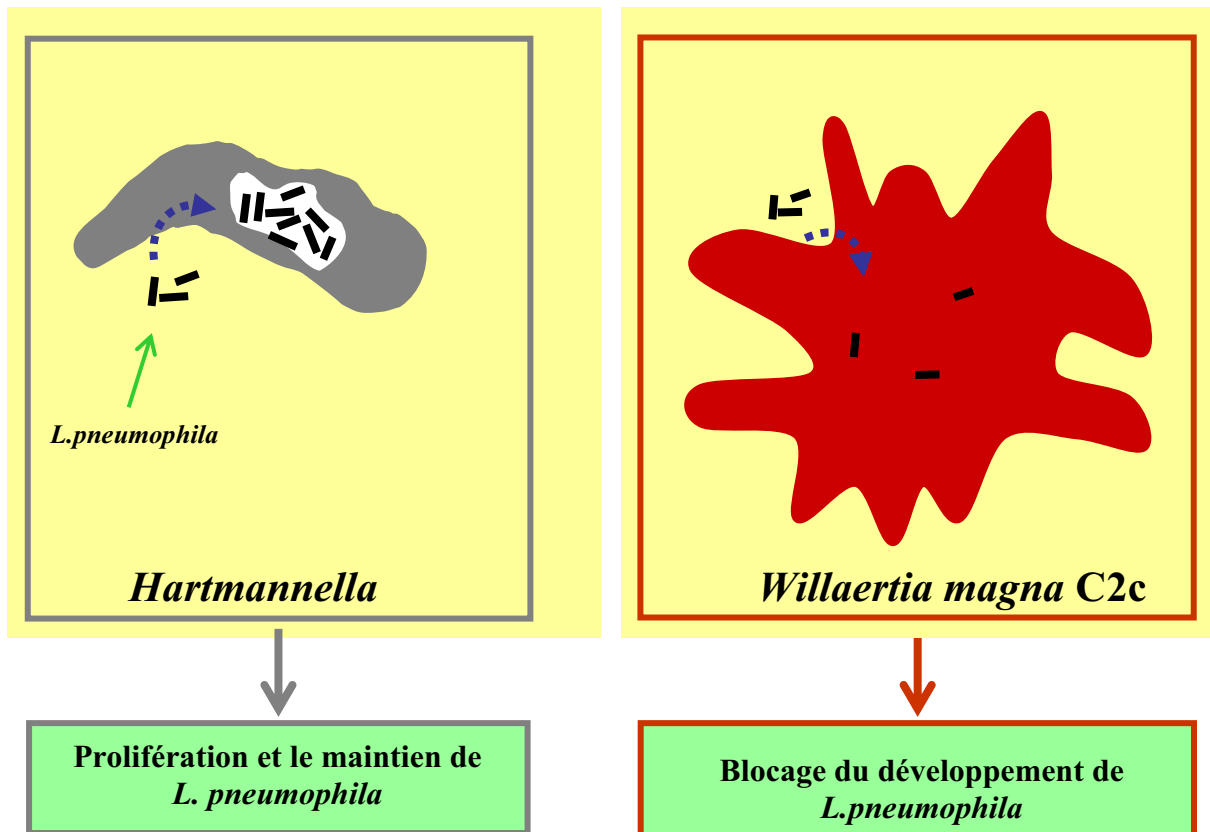 L.pneumophila
Hartmannella
Prolifération et le maintien de
L. pneumophila
Willaertia magna C2c
Blocage du développement de
L.pneumophila